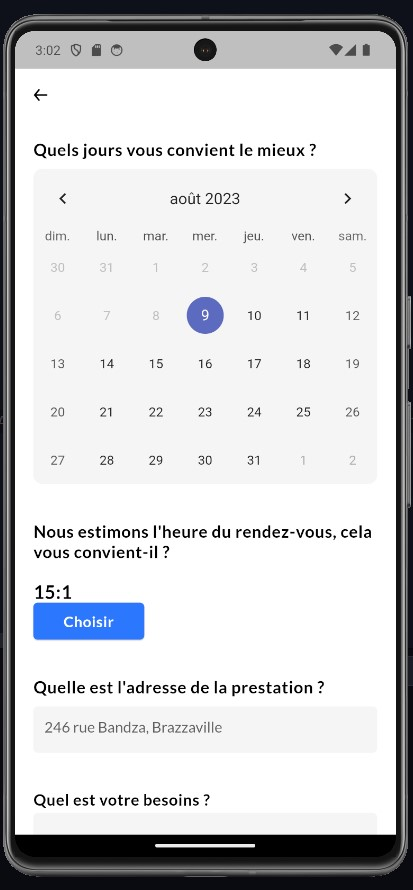 3:02
Quels jours vous convient le mieux ?
août 2023
dim. lun. mar. mer. jeu. ven. sam.
30 31 1 2 3 4 5
6 7 8 9 10 11 12
13 14 15 16 17 18 19
20 21 22 23 24 25 26
27 28 29 30 31 1 2
Nous estimons l'heure du rendez-vous, cela
vous convient-il ?
15:1
Choisir
Quelle est l'adresse de la prestation ?
246 rue Bandza, Brazzaville
Quel est votre besoins ?